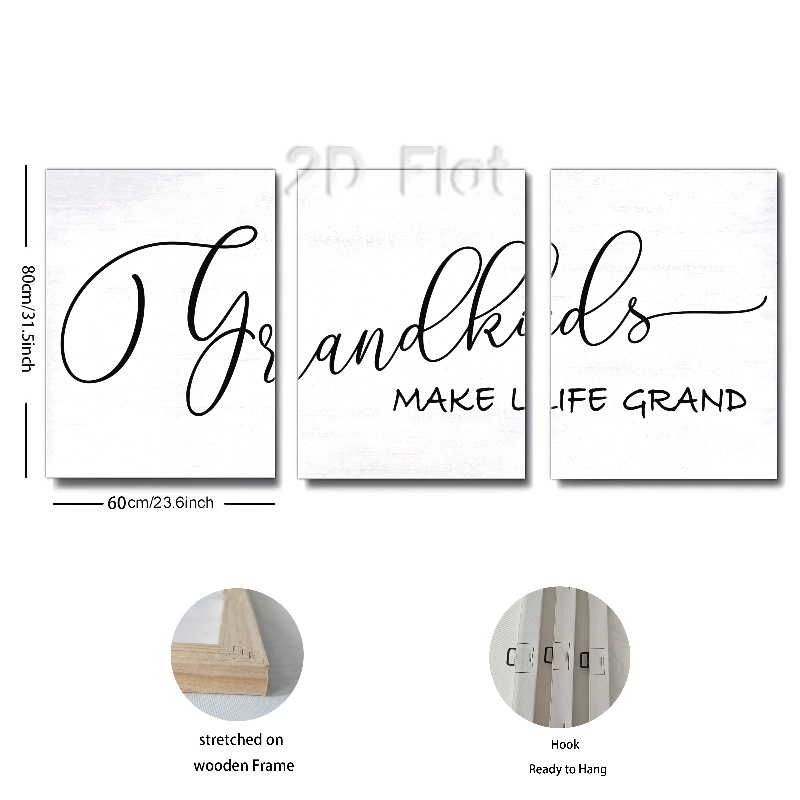 2D Flat
Grandkids
MAKE LIFE GRAND
80cm/31.5inch
60cm/23.6inch
stretched on
wooden Frame
Hook
Ready to Hang